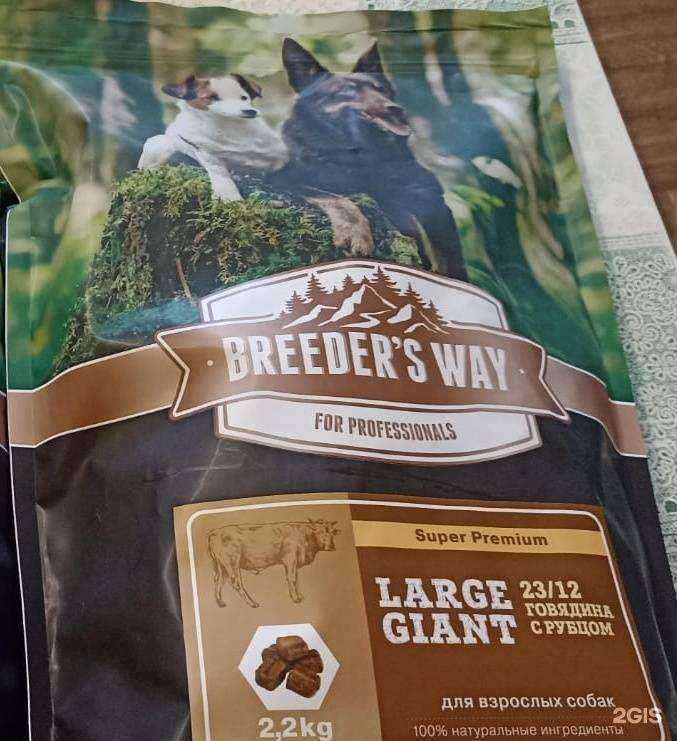 BREEDER'S WAY
FOR PROFESSIONALS
Super Premium
LARGE GIANT
23/12
ГОВЯДИНА
С РУБЦОМ
2,2kg
для взрослых собак
100% натуральные ингредиенты
2GIS